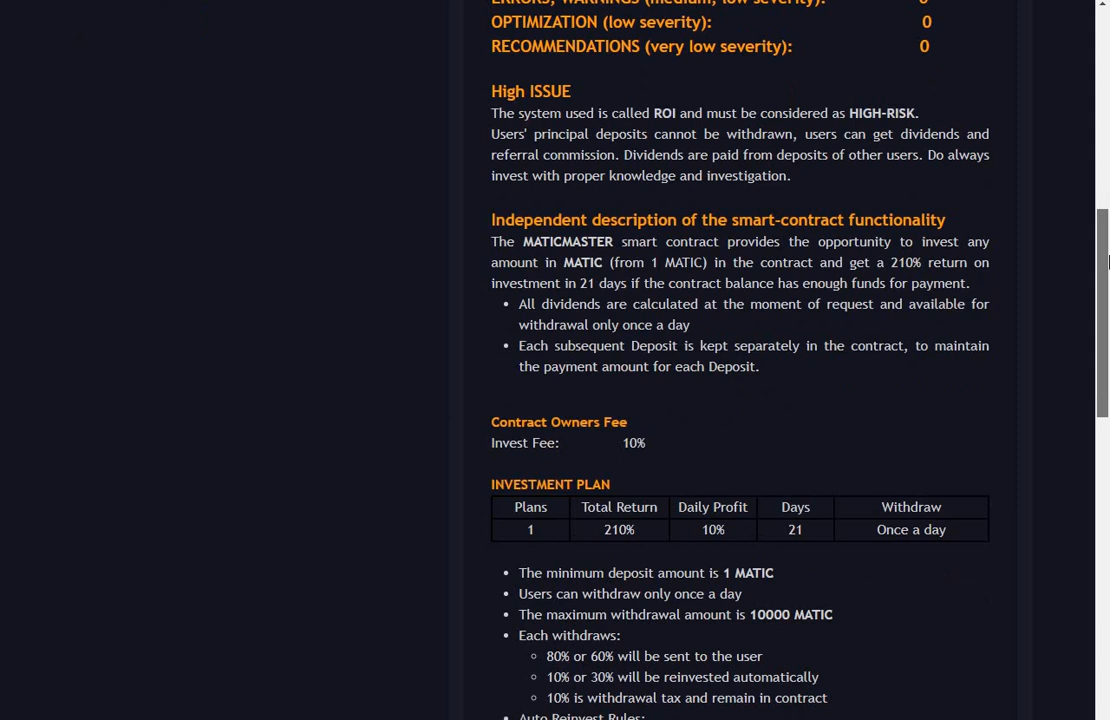 ERRORS, WARNINGS (medium, low severity): 0
OPTIMIZATION (low severity): 0
RECOMMENDATIONS (very low severity): 0
High ISSUE
The system used is called ROI and must be considered as HIGH-RISK.
Users' principal deposits cannot be withdrawn, users can get dividends and
referral commission. Dividends are paid from deposits of other users. Do always
invest with proper knowledge and investigation.
Independent description of the smart-contract functionality
The MATICMASTER smart contract provides the opportunity to invest any
amount in MATIC (from 1 MATIC) in the contract and get a 210% return on
investment in 21 days if the contract balance has enough funds for payment.
• All dividends are calculated at the moment of request and available for
withdrawal only once a day
• Each subsequent Deposit is kept separately in the contract, to maintain
the payment amount for each Deposit.
Contract Owners Fee
Invest Fee: 10%
INVESTMENT PLAN
Plans Total Return Daily Profit Days Withdraw
1 210% 10% 21 Once a day
• The minimum deposit amount is 1 MATIC
• Users can withdraw only once a day
• The maximum withdrawal amount is 10000 MATIC
• Each withdraws:
◦ 80% or 60% will be sent to the user
◦ 10% or 30% will be reinvested automatically
◦ 10% is withdrawal tax and remain in contract
• Auto Reinvest Rules: